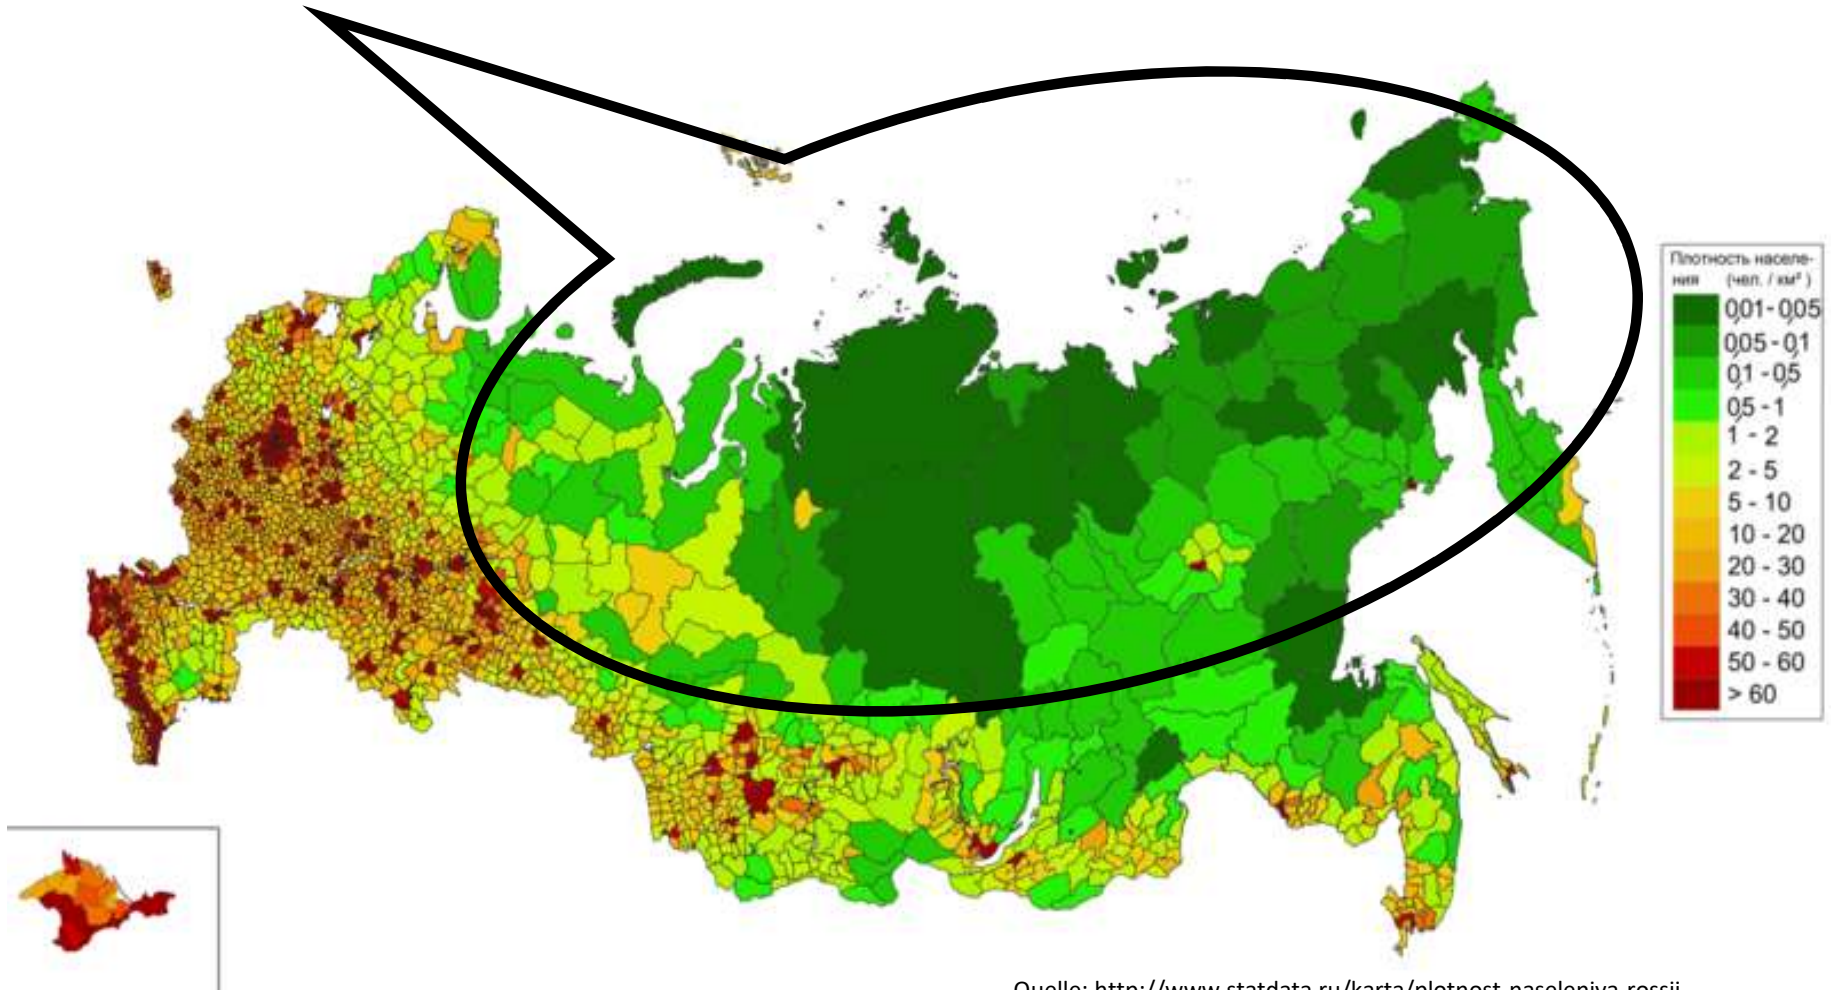 Плотность населе-
ния (чел. / км²)
0,01 - 0,05
0,05 - 0,1
0,1 - 0,5
0,5 - 1
1 - 2
2 - 5
5 - 10
10 - 20
20 - 30
30 - 40
40 - 50
50 - 60
> 60
Quelle: http://www.statdata.ru/karta/plotnost-naseleniya-rossii